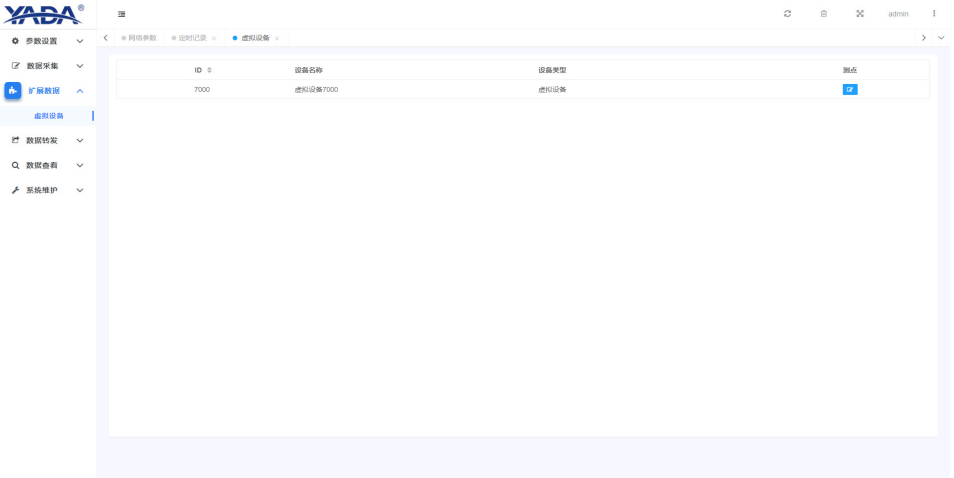 YADA®
admin
参数设置
网络参数 定时记录 虚拟设备
数据采集
ID 设备名称 设备类型 测点
扩展数据
7000 虚拟设备7000 虚拟设备
虚拟设备
数据转发
数据查看
系统维护